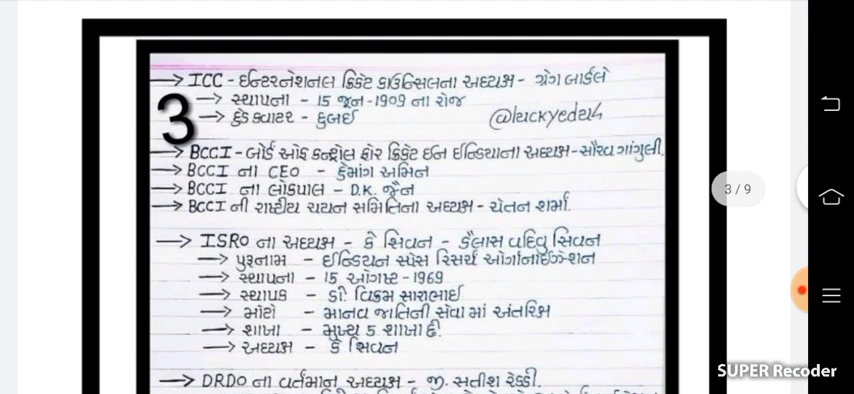 → ICC - ઈન્ટરનેશનલ ક્રિકેટ કાઉન્સિલના અધ્યક્ષ - ગ્રેગ બાર્કલે
→ સ્થાપના - 15 જૂન - 1909 ના રોજ
3
→ હેડ ક્વાટર - દુબઈ
@luckyedu4
→ BCCI - બોર્ડ ઓફ કન્ટ્રોલ ફોર ક્રિકેટ ઈન ઈન્ડિયાના અધ્યક્ષ - સૌરવ ગાંગુલી.
→ BCCI ના CEO - હેમાંગ અમિન
→ BCCI ના લોકપાલ - D.K. જૈન
→ BCCI ની રાષ્ટ્રીય ચયન સમિતિના અધ્યક્ષ - ચેતન શર્મા.
3 / 9
→ ISRO ના અધ્યક્ષ - કે સિવન - કૈલાસ વદિવુ સિવન
→ પુરૂનામ - ઈન્ડિયન સ્પેસ રિસર્ચ ઓર્ગાનાઈઝેશન
→ સ્થાપના - 15 ઓગષ્ટ - 1969
→ સ્થાપક - ડૉ. વિક્રમ સારાભાઈ
→ મોટો - માનવ જાતિની સેવા માં અંતરિક્ષ
→ શાખા - મુખ્ય 5 શાખા છે.
→ અધ્યક્ષ - કે સિવન
SUPER Recoder
→ DRDO ના વર્તમાન અધ્યક્ષ - જી. સતીશ રેડ્ડી.